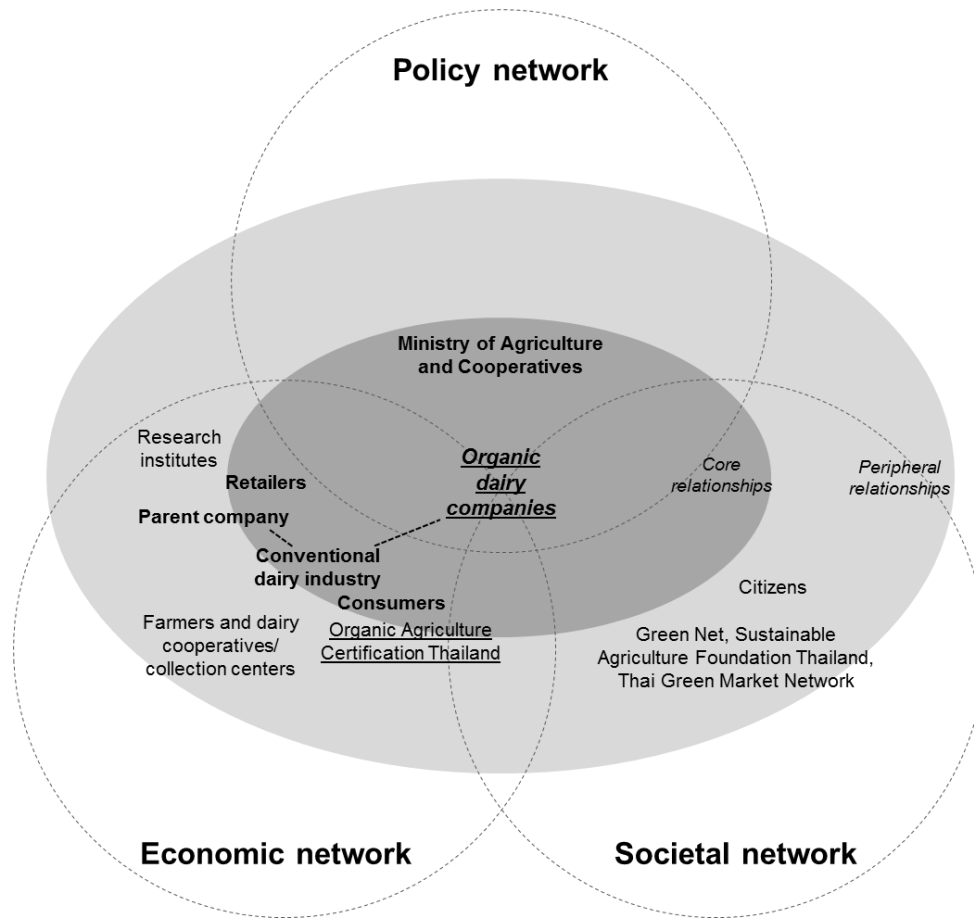 Policy network
Ministry of Agriculture
and Cooperatives
Research
institutes
Retailers
Parent company
Organic
dairy
companies
Core
relationships
Peripheral
relationships
Conventional
dairy industry
Consumers
Organic Agriculture
Certification Thailand
Farmers and dairy
cooperatives/
collection centers
Citizens
Green Net, Sustainable
Agriculture Foundation Thailand,
Thai Green Market Network
Economic network
Societal network